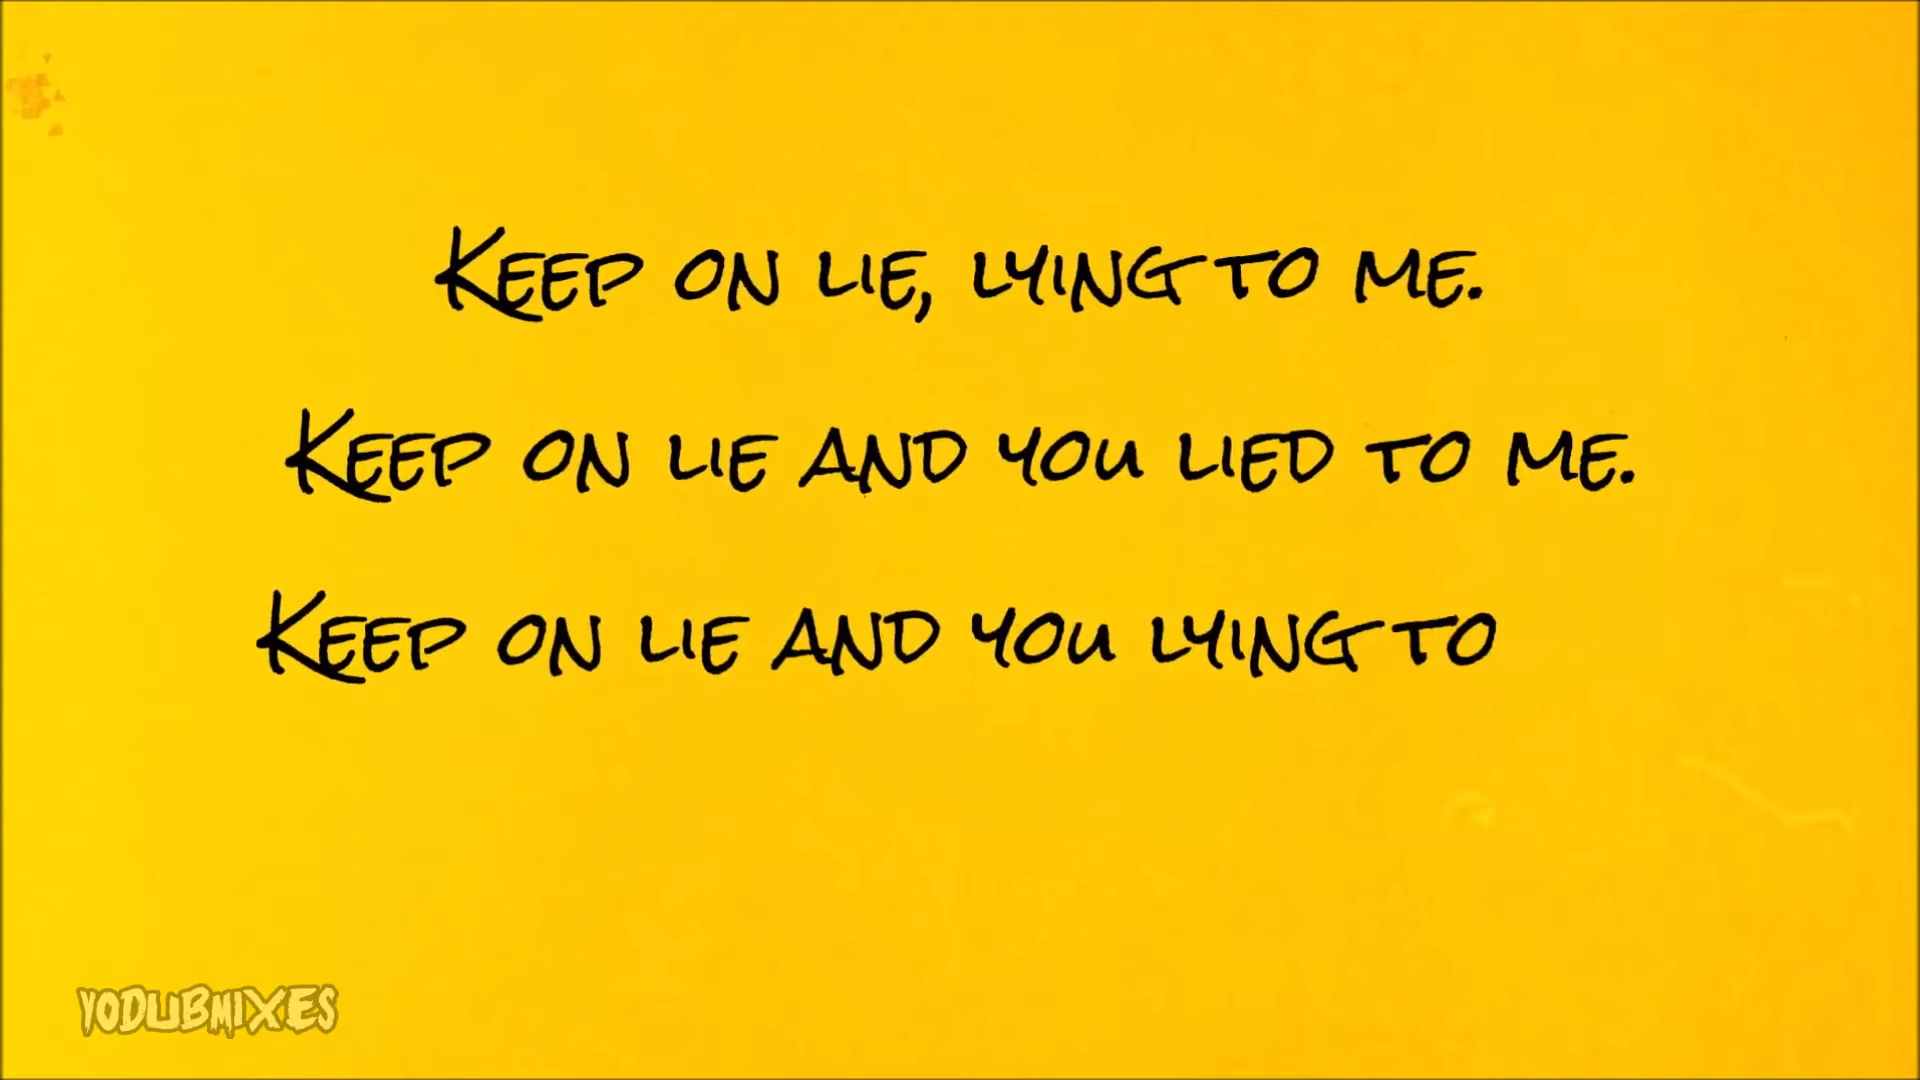 Keep on lie, lying to me.
Keep on lie and you lied to me.
Keep on lie and you lying to
YODUBMIXES